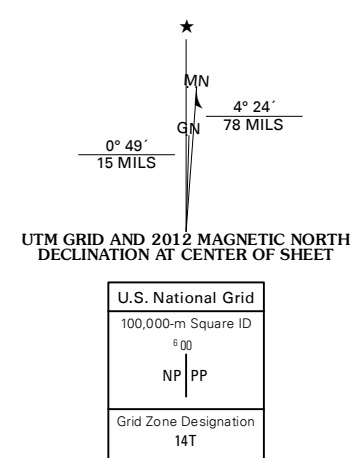 ★
MN
4° 24´
78 MILS
GN
0° 49´
15 MILS
UTM GRID AND 2012 MAGNETIC NORTH
DECLINATION AT CENTER OF SHEET
U.S. National Grid
100,000-m Square ID
6 00
NP PP
Grid Zone Designation
14T